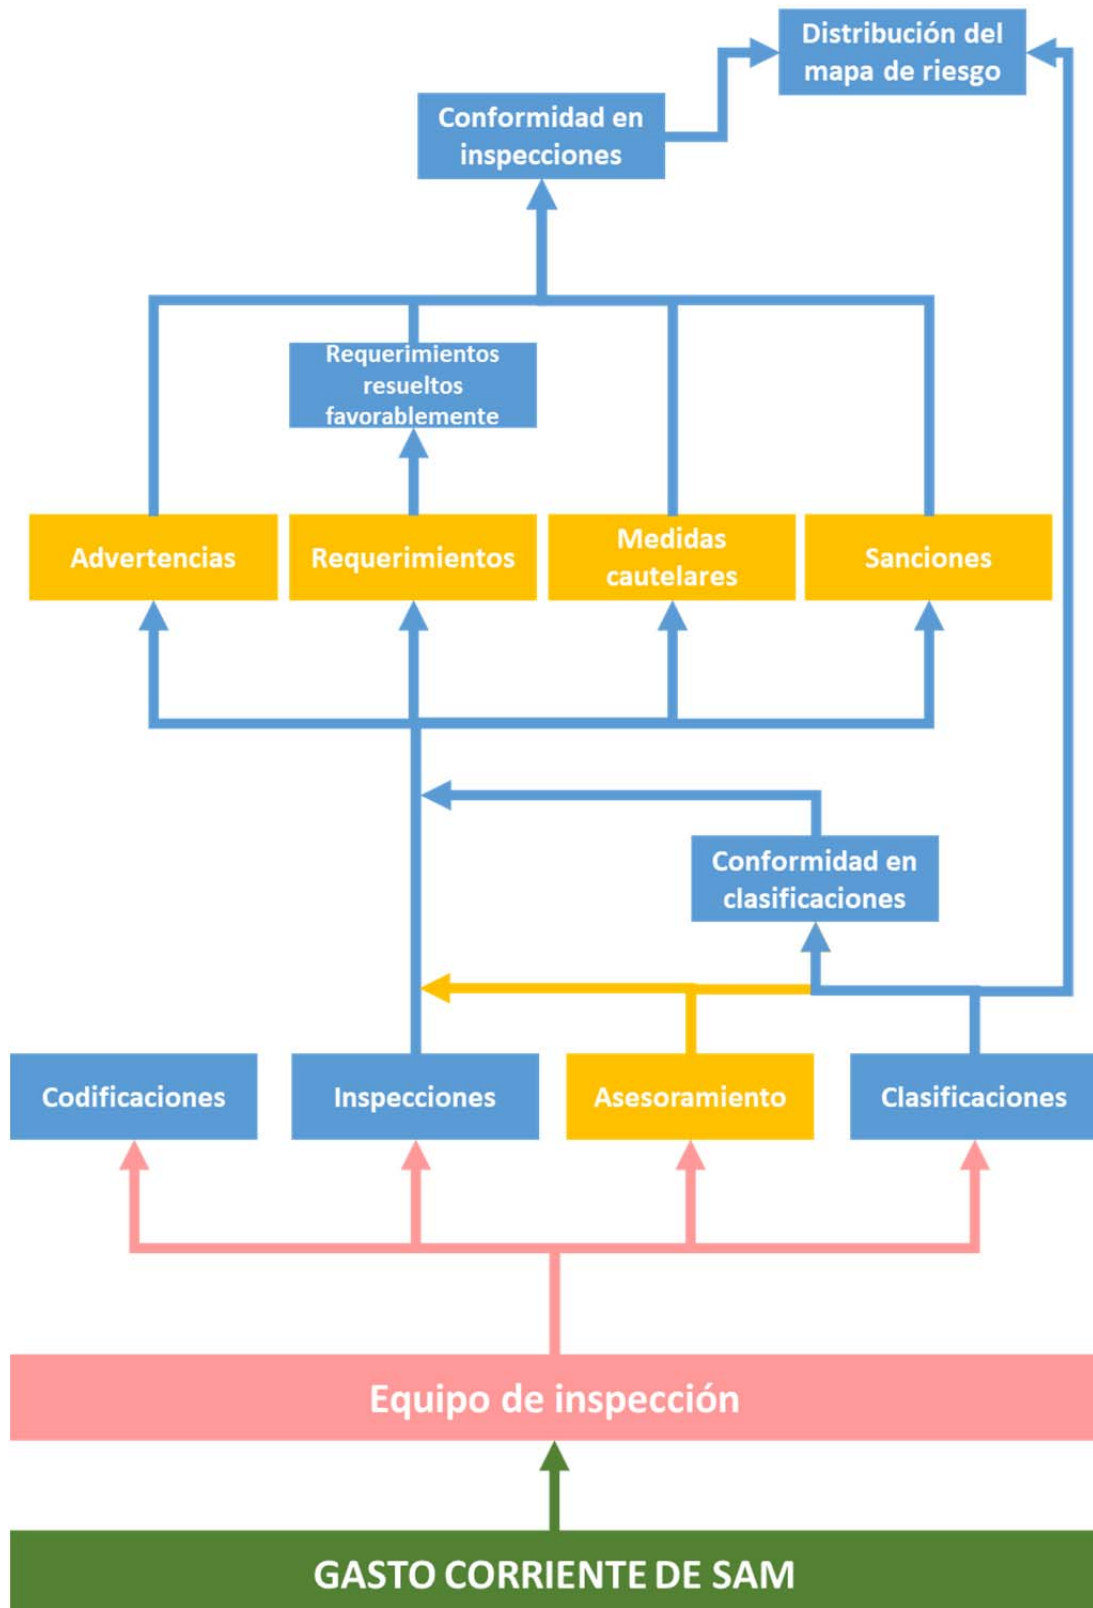 Distribución del
mapa de riesgo
Conformidad en
inspecciones
Requerimientos
resueltos
favorablemente
Advertencias
Requerimientos
Medidas
cautelares
Sanciones
Conformidad en
clasificaciones
Codificaciones
Inspecciones
Asesoramiento
Clasificaciones
Equipo de inspección
GASTO CORRIENTE DE SAM